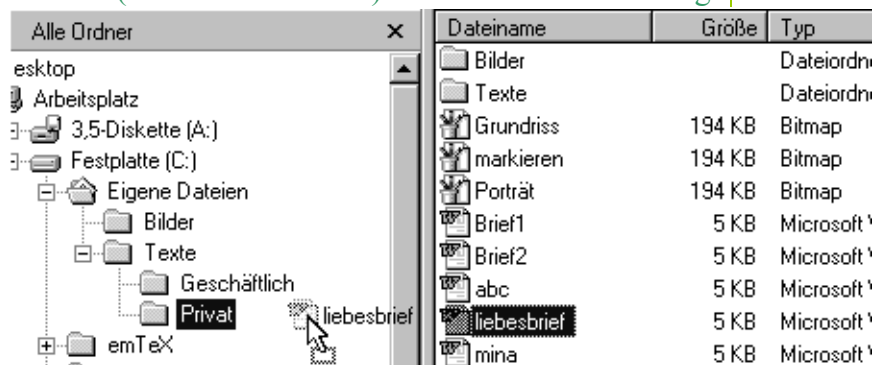 Alle Ordner
esktop
Arbeitsplatz
3,5-Diskette (A:)
Festplatte (C:)
Eigene Dateien
Bilder
Texte
Geschäftlich
Privat
liebesbrief
emTeX
Dateiname Größe Typ
Bilder Dateiordn
Texte Dateiordn
Grundriss 194 KB Bitmap
markieren 194 KB Bitmap
Porträt 194 KB Bitmap
Brief1 5 KB Microsoft
Brief2 5 KB Microsoft
abc 5 KB Microsoft
liebesbrief 5 KB Microsoft
mina 5 KB Microsoft